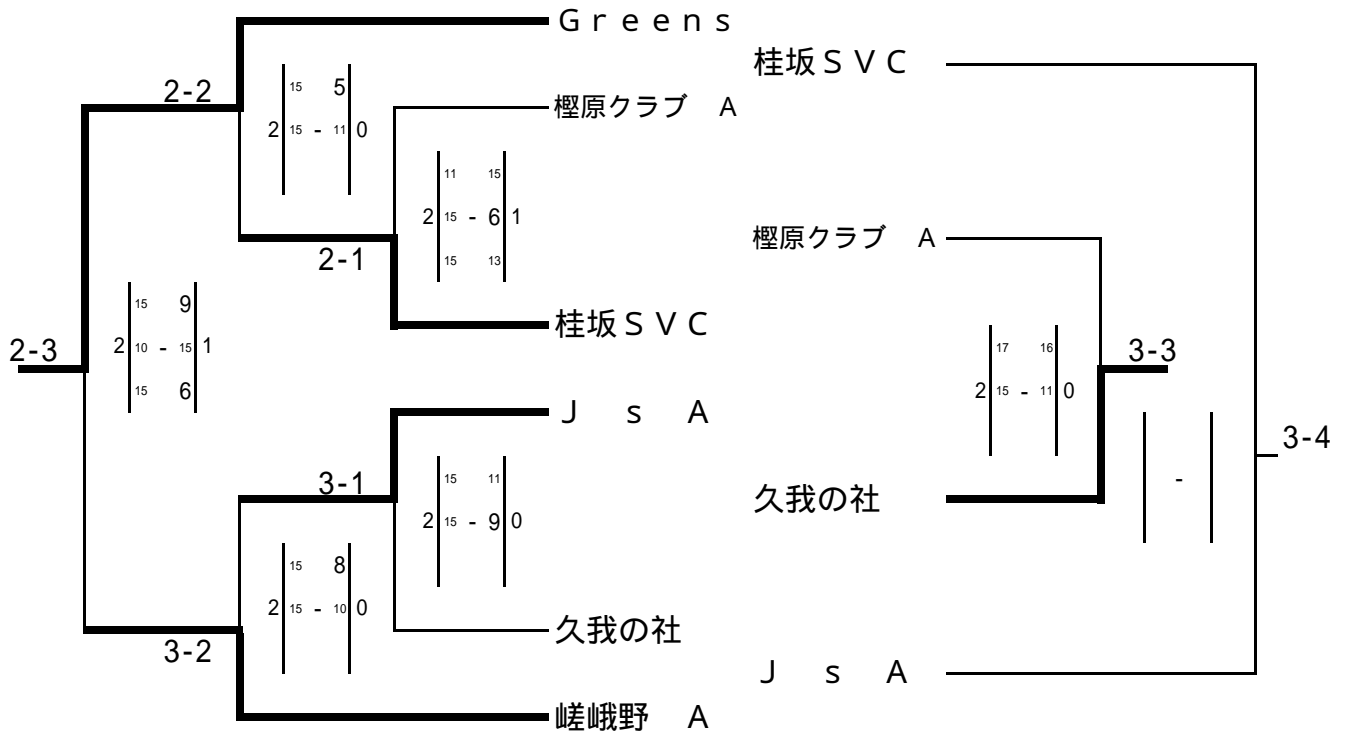 Ｇｒｅｅｎｓ
桂坂ＳＶＣ
2-2
15 5
樫原クラブ　A
2 15 - 11 0
11 15
2 15 - 6 1
樫原クラブ　A
2-1
15 13
15 9
桂坂ＳＶＣ
2-3
2 10 - 15 1
17 16
3-3
15 6
2 15 - 11 0
Ｊ　ｓ　Ａ
3-4
3-1
15 11
-
久我の社
2 15 - 9 0
15 8
2 15 - 10 0
久我の社
3-2
Ｊ　ｓ　Ａ
嵯峨野　A